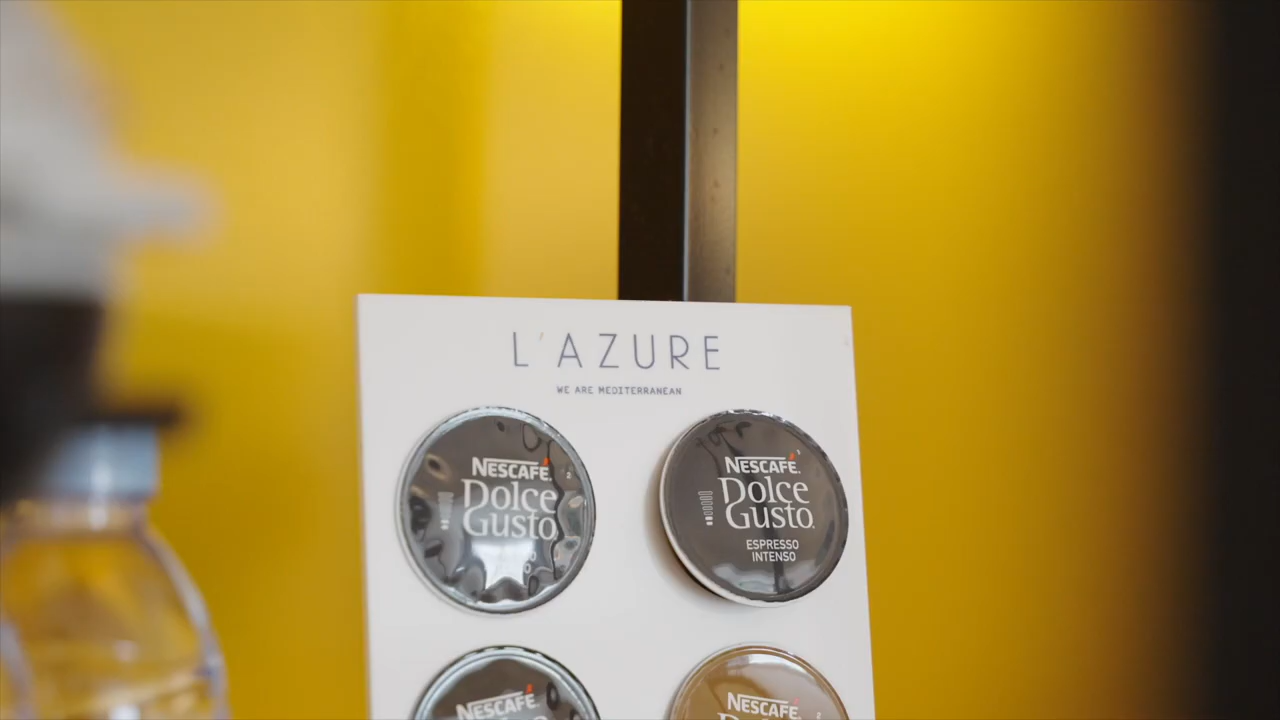 L'AZURE
WE ARE MEDITERRANEAN
NESCAFÉ.
Dolce
Gusto.
NESCAFÉ.
Dolce
Gusto.
ESPRESSO
INTENSO
NESCAFÉ.
NESCAFÉ.